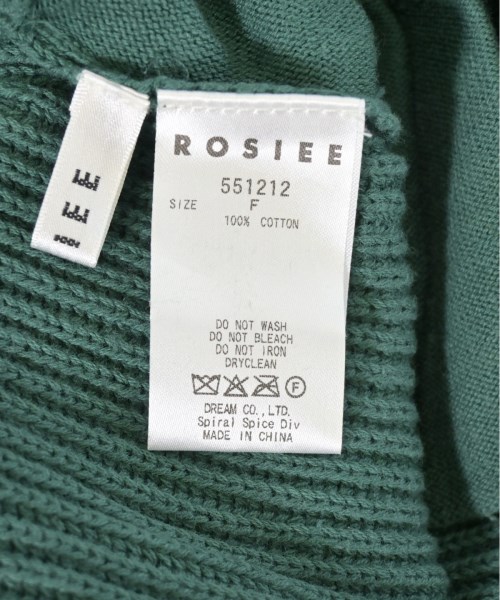 ROSIEE
551212
SIZE F
100% COTTON
DO NOT WASH
DO NOT BLEACH
DO NOT IRON
DRYCLEAN
F
DREAM CO.,LTD.
Spiral Spice Div
MADE IN CHINA